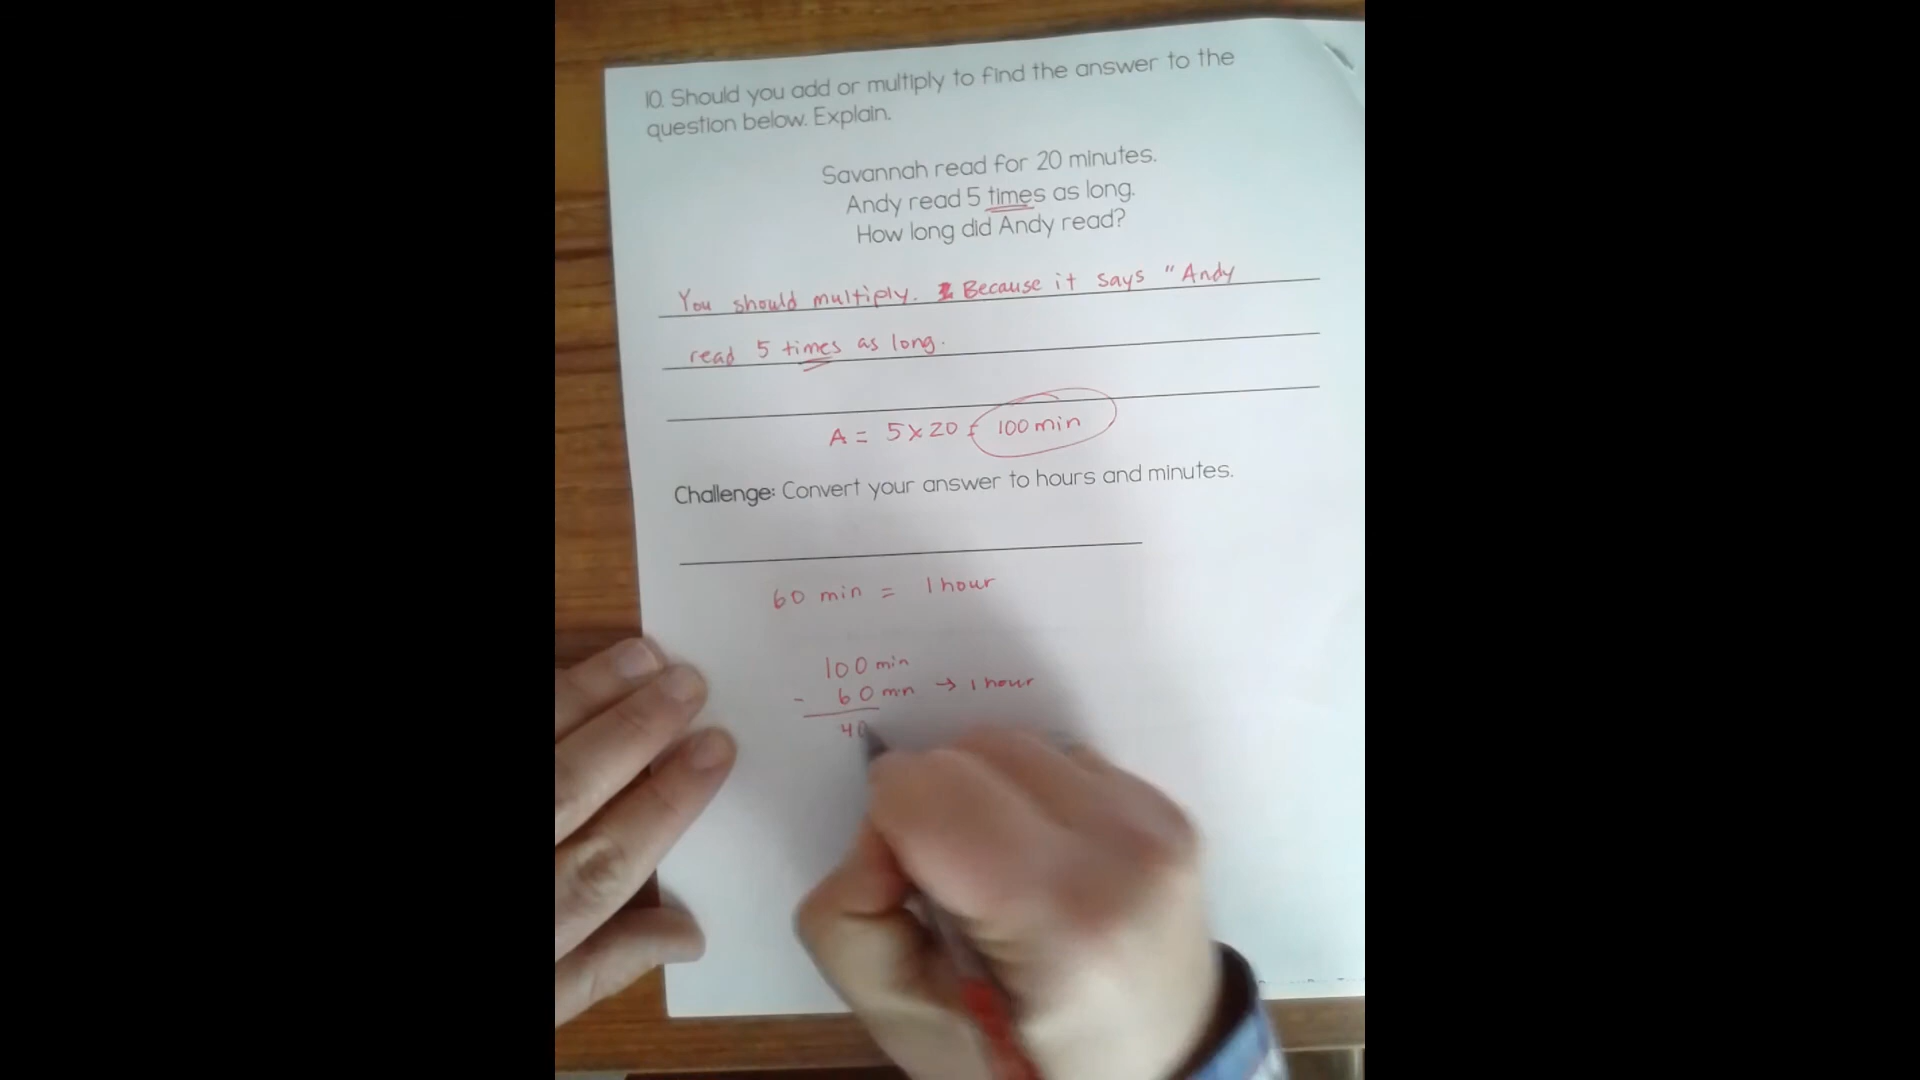 10. Should you add or multiply to find the answer to the
question below. Explain.
Savannah read for 20 minutes.
Andy read 5 times as long.
How long did Andy read?
You should multiply. Because it says "Andy
read 5 times as long.
A = 5 x 20 = 100 min
Challenge: Convert your answer to hours and minutes.
60 min = 1 hour
100 min
- 60 min → 1 hour
40